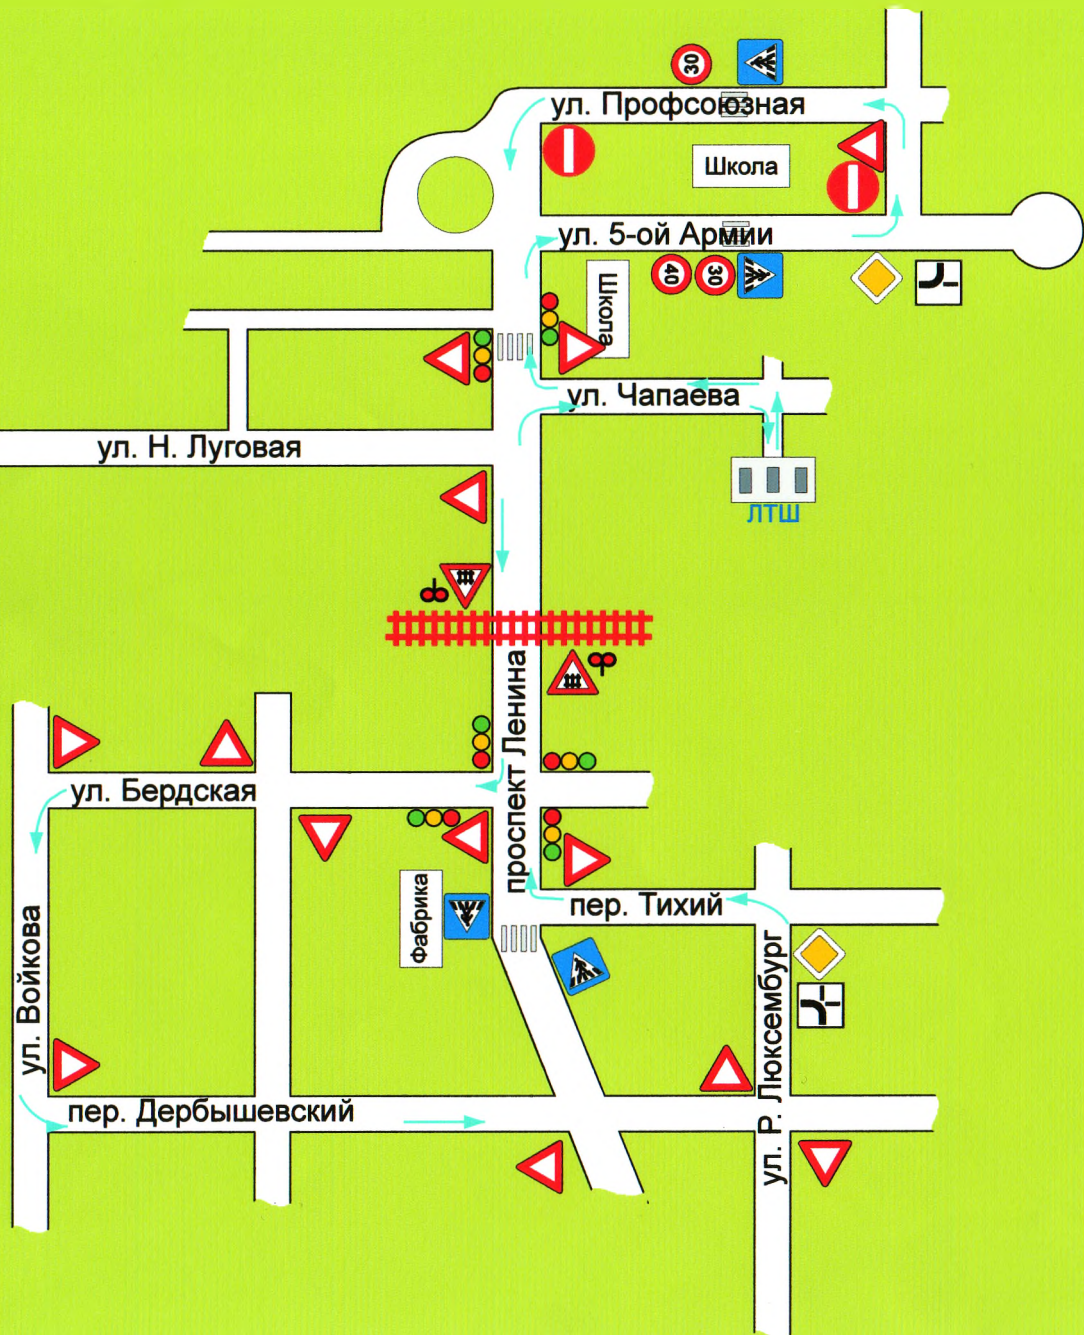 30
ул. Профсоюзная
Школа
ул. 5-ой Армии
40
30
Школа
ул. Чапаева
ул. Н. Луговая
ЛТШ
проспект Ленина
ул. Бердская
Фабрика
пер. Тихий
ул. Войкова
ул. Р. Люксембург
пер. Дербышевский